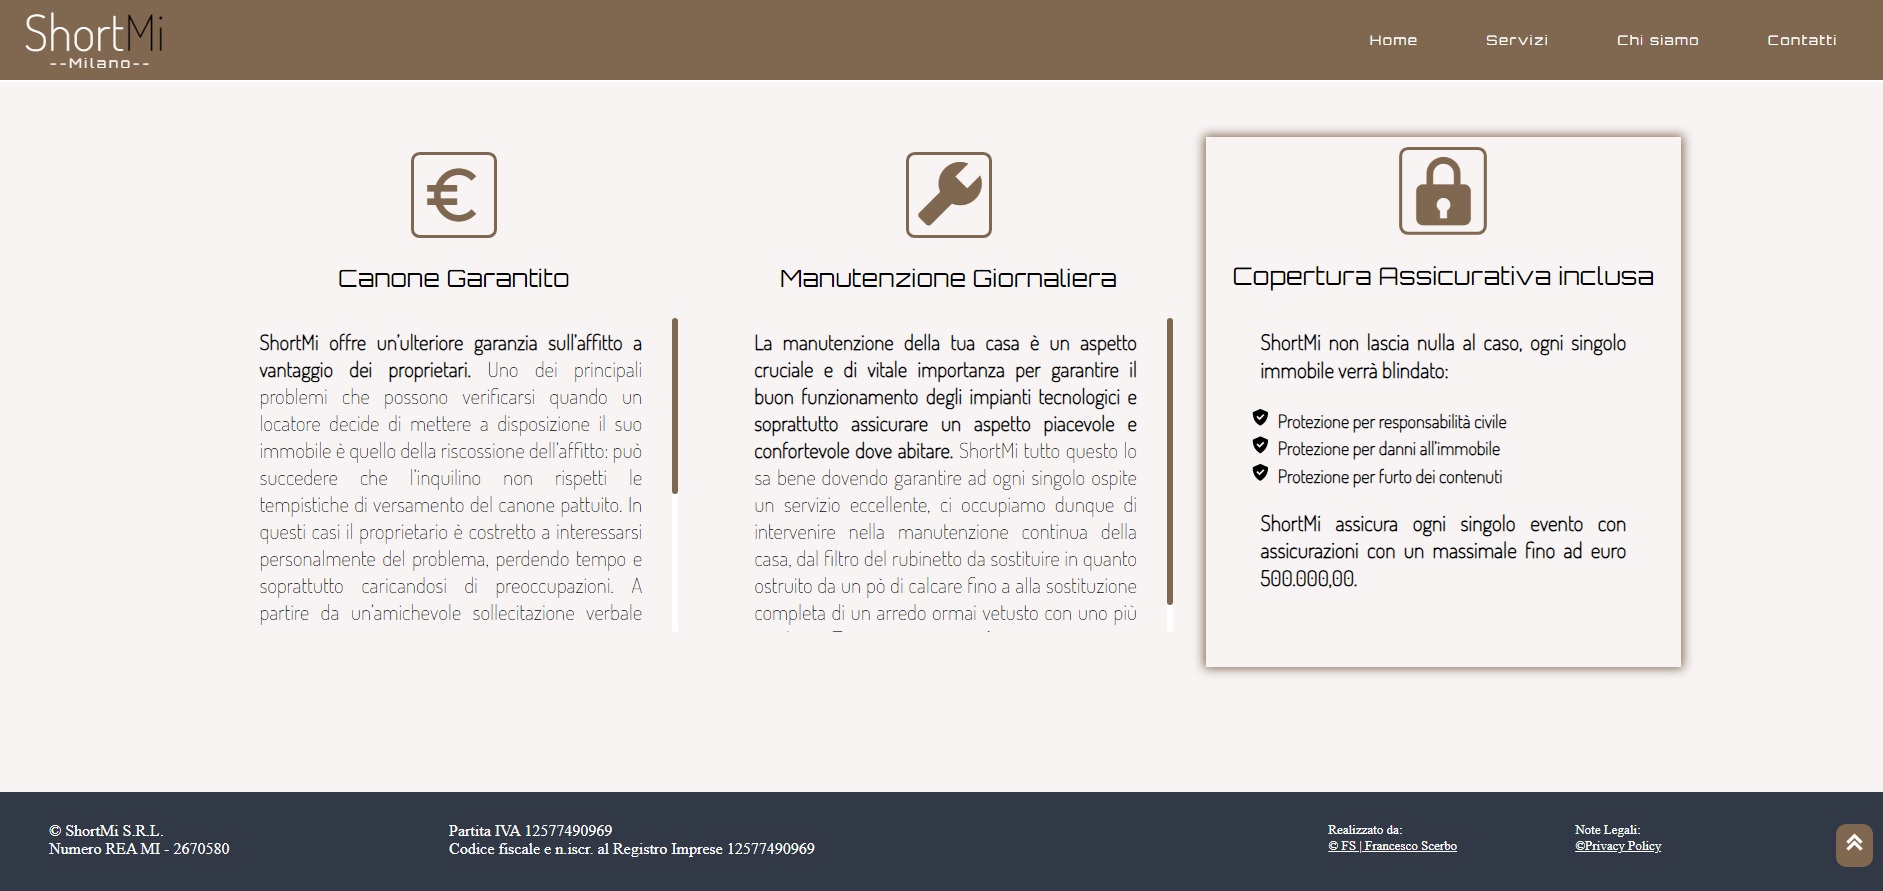 ShortMi
--Milano--
Home
Servizi
Chi siamo
Contatti
Canone Garantito
ShortMi offre un'ulteriore garanzia sull'affitto a
vantaggio dei proprietari. Uno dei principali
problemi che possono verificarsi quando un
locatore decide di mettere a disposizione il suo
immobile è quello della riscossione dell'affitto: può
succedere che l'inquilino non rispetti le
tempistiche di versamento del canone pattuito. In
questi casi il proprietario è costretto a interessarsi
personalmente del problema, perdendo tempo e
soprattutto caricandosi di preoccupazioni. A
partire da un'amichevole sollecitazione verbale
Manutenzione Giornaliera
La manutenzione della tua casa è un aspetto
cruciale e di vitale importanza per garantire il
buon funzionamento degli impianti tecnologici e
soprattutto assicurare un aspetto piacevole e
confortevole dove abitare. ShortMi tutto questo lo
sa bene dovendo garantire ad ogni singolo ospite
un servizio eccellente, ci occupiamo dunque di
intervenire nella manutenzione continua della
casa, dal filtro del rubinetto da sostituire in quanto
ostruito da un pò di calcare fino a alla sostituzione
completa di un arredo ormai vetusto con uno più
Copertura Assicurativa inclusa
ShortMi non lascia nulla al caso, ogni singolo
immobile verrà blindato:
Protezione per responsabilità civile
Protezione per danni all'immobile
Protezione per furto dei contenuti
ShortMi assicura ogni singolo evento con
assicurazioni con un massimale fino ad euro
500.000,00.
© ShortMi S.R.L.
Numero REA MI - 2670580
Partita IVA 12577490969
Codice fiscale e n.iscr. al Registro Imprese 12577490969
Realizzato da:
© FS | Francesco Scerbo
Note Legali:
©Privacy Policy